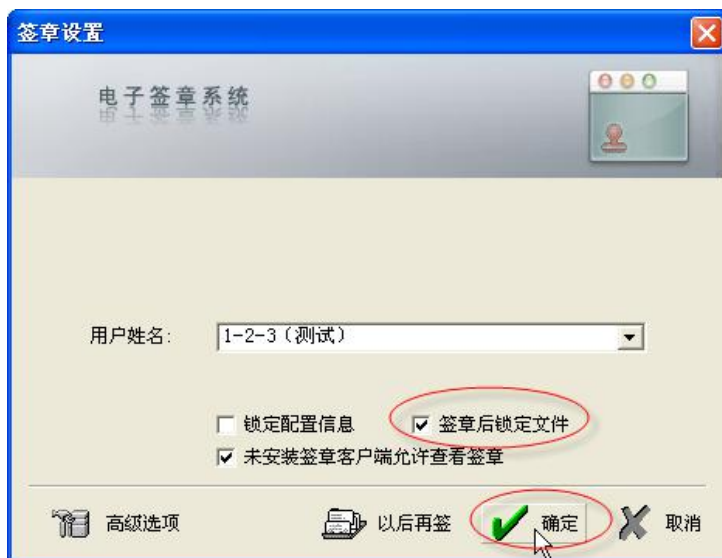 签章设置
电子签章系统
用户姓名: 1-2-3（测试）
锁定配置信息 签章后锁定文件
未安装签章客户端允许查看签章
高级选项 以后再签 确定 取消